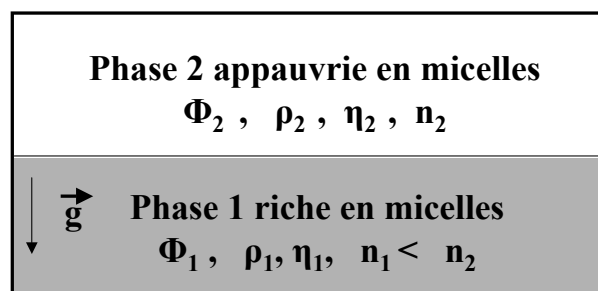 Phase 2 appauvrie en micelles
Φ₂ , ρ₂ , η₂ , n₂
g⃗ Phase 1 riche en micelles
Φ₁ , ρ₁, η₁, n₁ < n₂